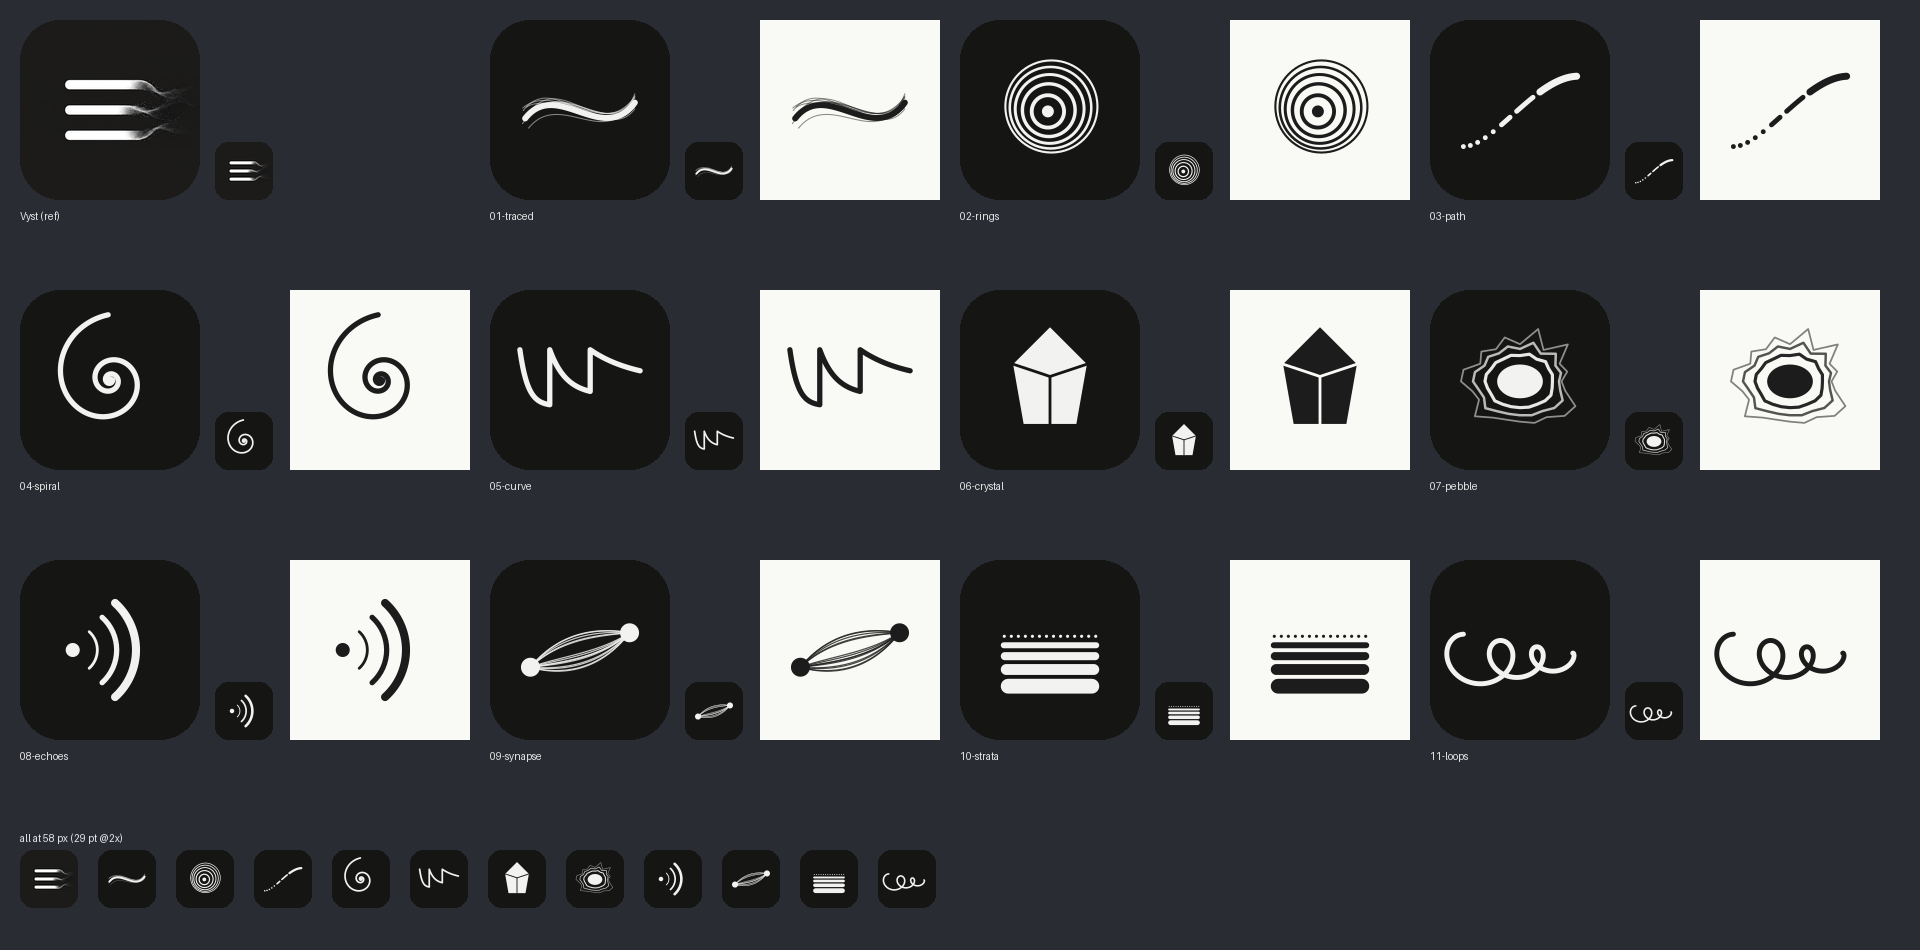 Vyst (ref)
01-traced
02-rings
03-path
04-spiral
05-curve
06-crystal
07-pebble
08-echoes
09-synapse
10-strata
11-loops
all at 58 px (29 pt @2x)